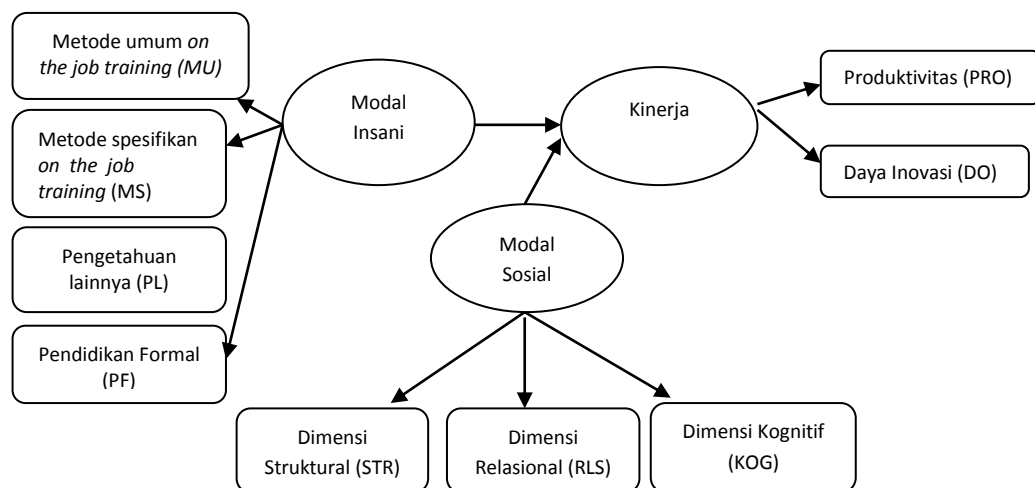 Metode umum on
the job training (MU)
Metode spesifikan
on the job
training (MS)
Pengetahuan
lainnya (PL)
Pendidikan Formal
(PF)
Modal
Insani
Kinerja
Modal
Sosial
Produktivitas (PRO)
Daya Inovasi (DO)
Dimensi
Struktural (STR)
Dimensi
Relasional (RLS)
Dimensi Kognitif
(KOG)